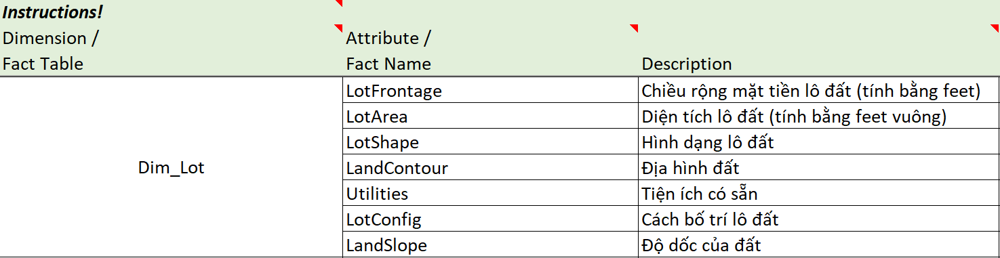 Instructions!
Dimension /
Fact Table
Attribute /
Fact Name
Description
Dim_Lot
LotFrontage
Chiều rộng mặt tiền lô đất (tính bằng feet)
LotArea
Diện tích lô đất (tính bằng feet vuông)
LotShape
Hình dạng lô đất
LandContour
Địa hình đất
Utilities
Tiện ích có sẵn
LotConfig
Cách bố trí lô đất
LandSlope
Độ dốc của đất